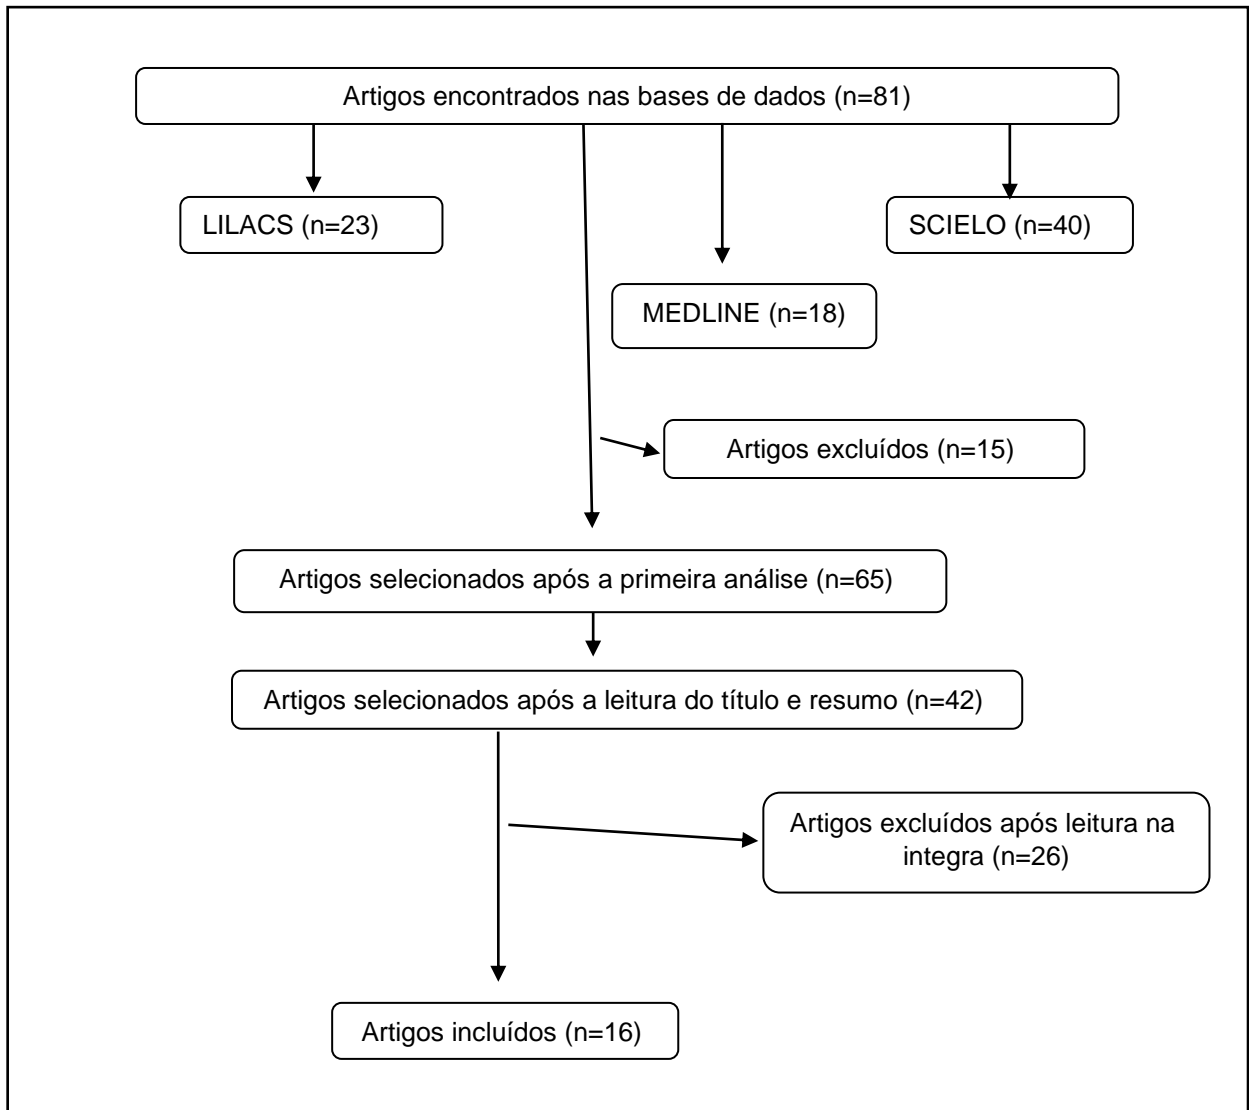 Artigos encontrados nas bases de dados (n=81)
LILACS (n=23)
SCIELO (n=40)
MEDLINE (n=18)
Artigos excluídos (n=15)
Artigos selecionados após a primeira análise (n=65)
Artigos selecionados após a leitura do título e resumo (n=42)
Artigos excluídos após leitura na
integra (n=26)
Artigos incluídos (n=16)